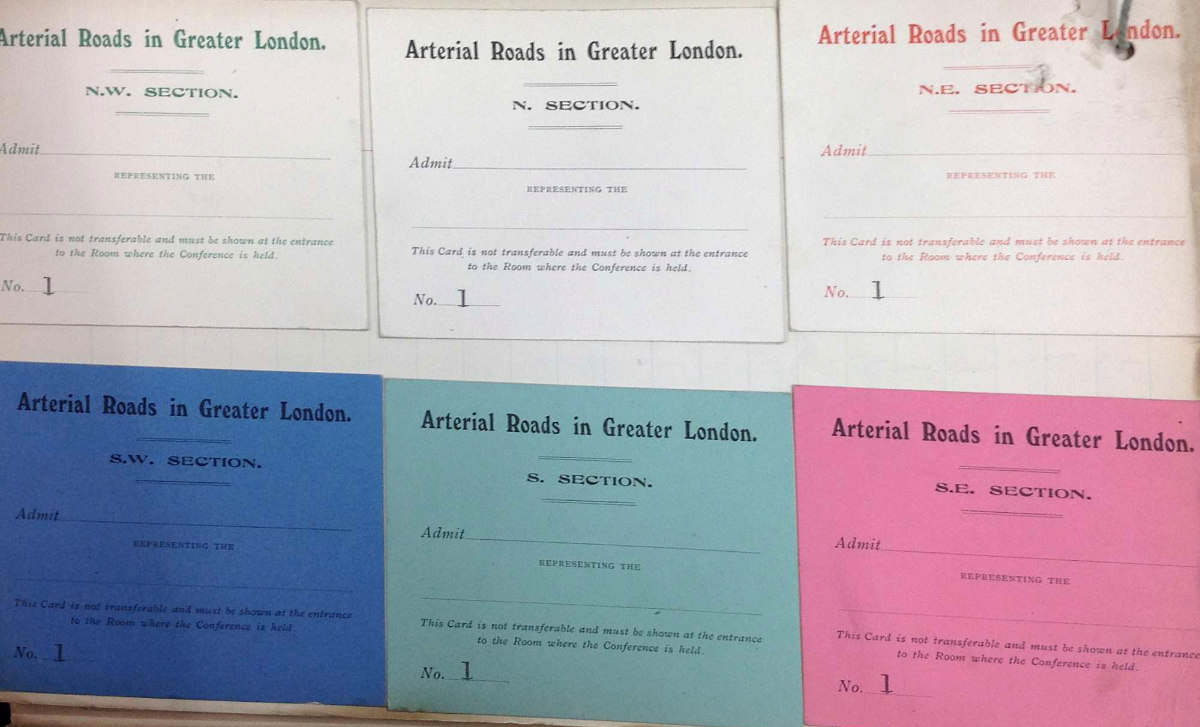 Arterial Roads in Greater London.
N.W. SECTION.
Admit
REPRESENTING THE
This Card is not transferable and must be shown at the entrance
to the Room where the Conference is held.
No. 1
Arterial Roads in Greater London.
N. SECTION.
Admit
REPRESENTING THE
This Card is not transferable and must be shown at the entrance
to the Room where the Conference is held.
No. 1
Arterial Roads in Greater London.
N.E. SECTION.
Admit
REPRESENTING THE
This Card is not transferable and must be shown at the entrance
to the Room where the Conference is held.
No. 1
Arterial Roads in Greater London.
S.W. SECTION.
Admit
REPRESENTING THE
This Card is not transferable and must be shown at the entrance
to the Room where the Conference is held
No. 1
Arterial Roads in Greater London.
S. SECTION.
Admit
REPRESENTING THE
This Card is not transferable and must be shown at the entrance
to the Room where the Conference is held.
No. 1
Arterial Roads in Greater London.
S.E. SECTION.
Admit
REPRESENTING THE
This Card is not transferable and must be shown at the entrance
to the Room where the Conference is held.
No. 1